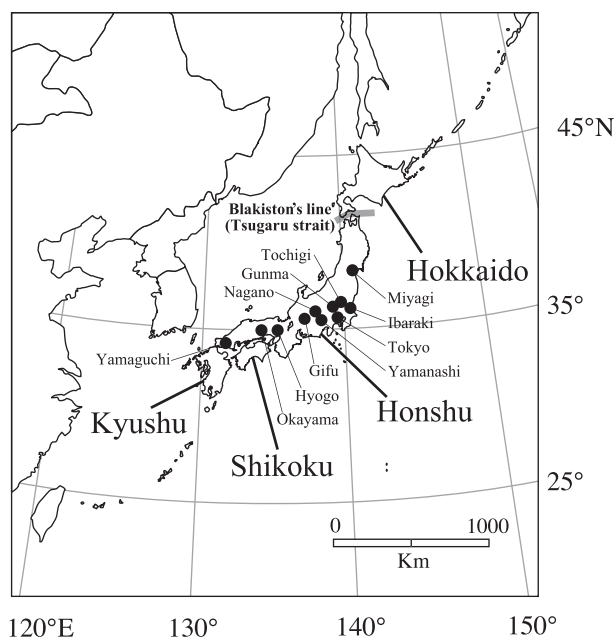 45°N
Blakiston's line
(Tsugaru strait)
Tochigi
Gunma
Nagano
Hokkaido
Miyagi
35°
Ibaraki
Tokyo
Yamanashi
Yamaguchi
Gifu
Hyogo
Okayama
Kyushu
Honshu
Shikoku
25°
0 1000
Km
120°E 130° 140° 150°